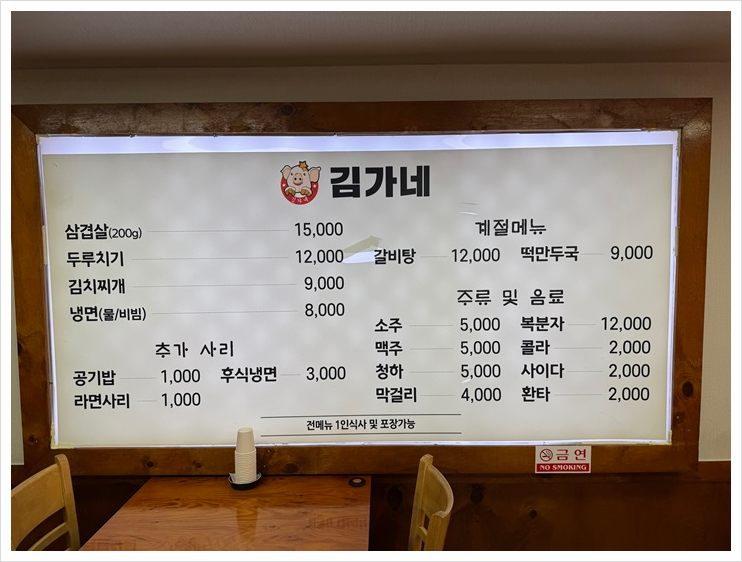 김가네
삼겹살(200g) 15,000
두루치기 12,000
김치찌개 9,000
냉면(물/비빔) 8,000
추가 사리
공기밥 1,000 후식냉면 3,000
라면사리 1,000
계절메뉴
갈비탕 12,000 떡만두국 9,000
주류 및 음료
소주 5,000 복분자 12,000
맥주 5,000 콜라 2,000
청하 5,000 사이다 2,000
막걸리 4,000 환타 2,000
전메뉴 1인식사 및 포장가능
금연
NO SMOKING